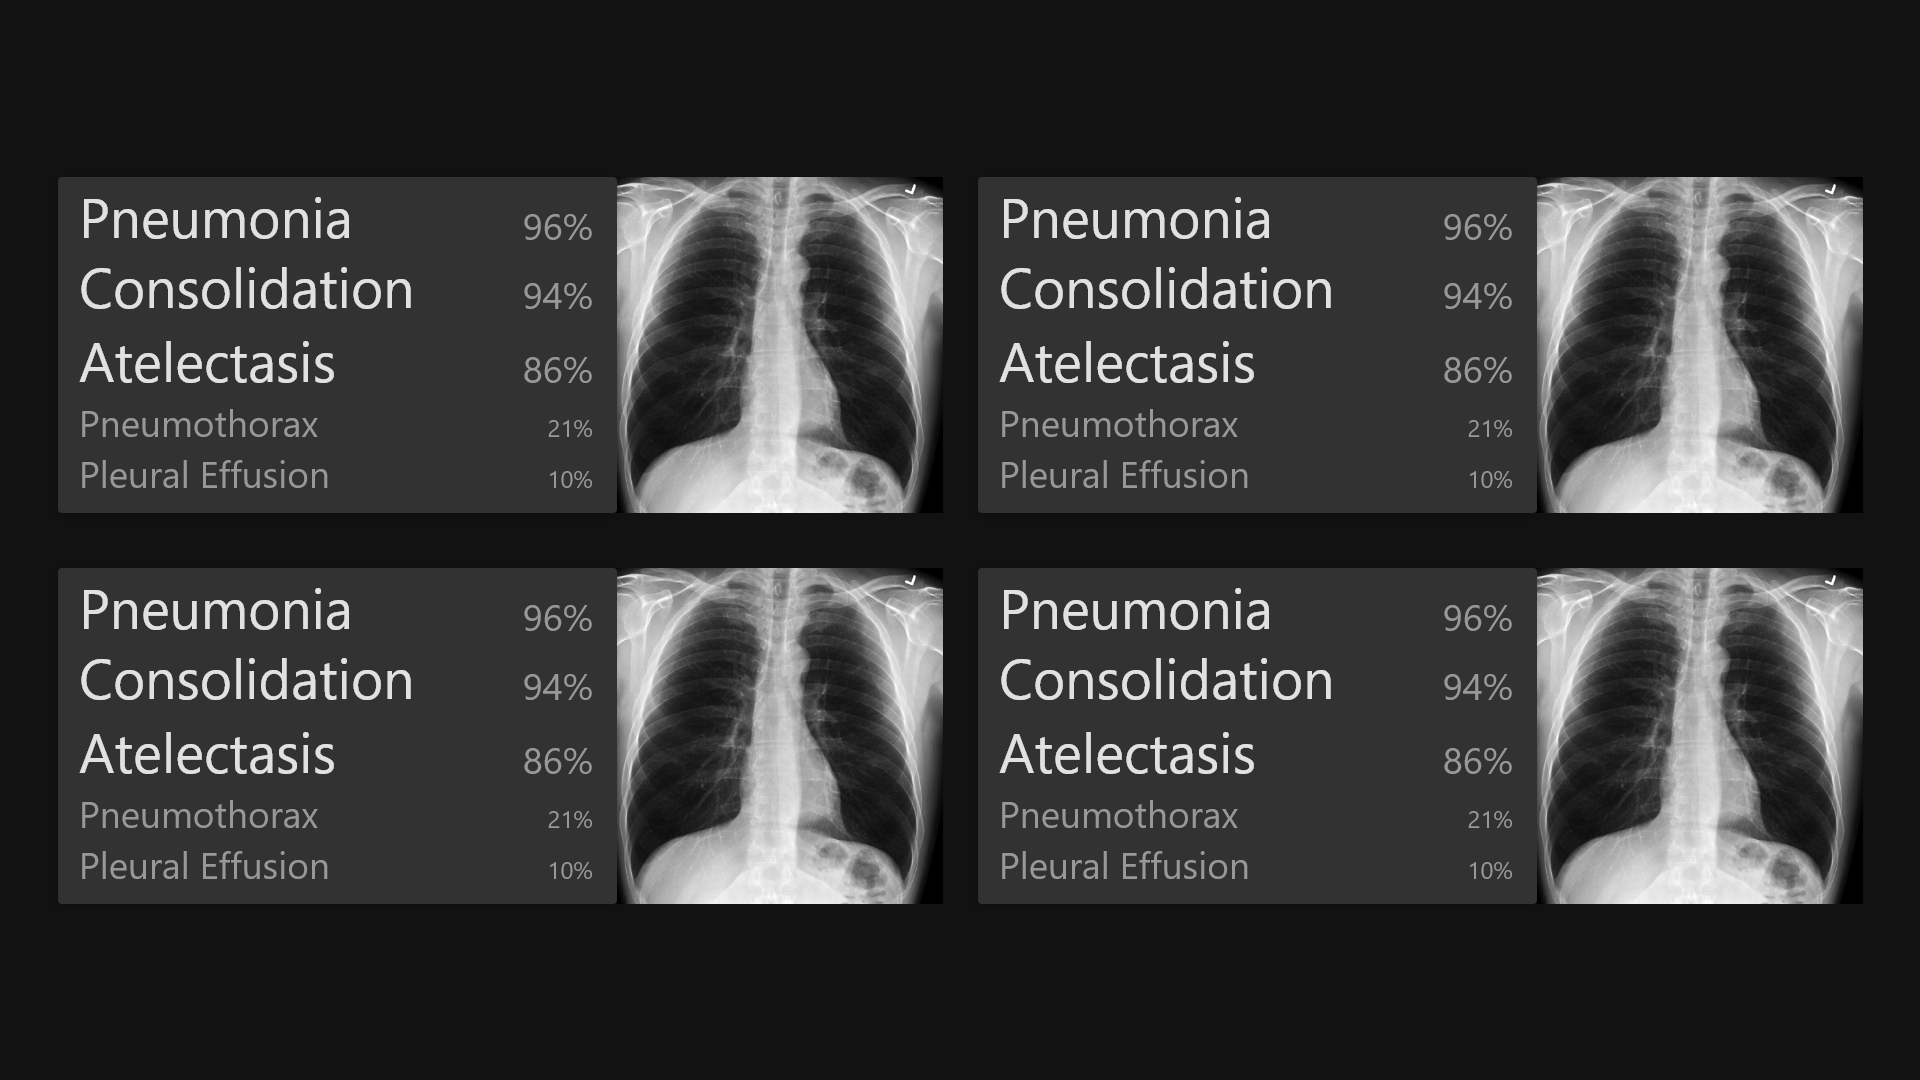 Pneumonia 96%
Consolidation 94%
Atelectasis 86%
Pneumothorax 21%
Pleural Effusion 10%
Pneumonia 96%
Consolidation 94%
Atelectasis 86%
Pneumothorax 21%
Pleural Effusion 10%
Pneumonia 96%
Consolidation 94%
Atelectasis 86%
Pneumothorax 21%
Pleural Effusion 10%
Pneumonia 96%
Consolidation 94%
Atelectasis 86%
Pneumothorax 21%
Pleural Effusion 10%